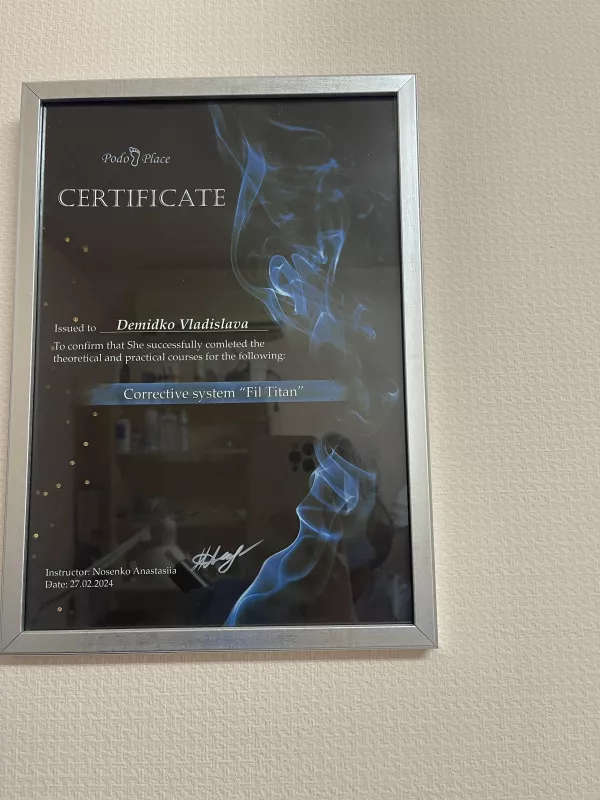 Podo Place
CERTIFICATE
Issued to Demidko Vladislava
To confirm that She successfully comleted the
theoretical and practical courses for the following:
Corrective system “Fil Titan”
Instructor: Nosenko Anastasiia
Date: 27.02.2024